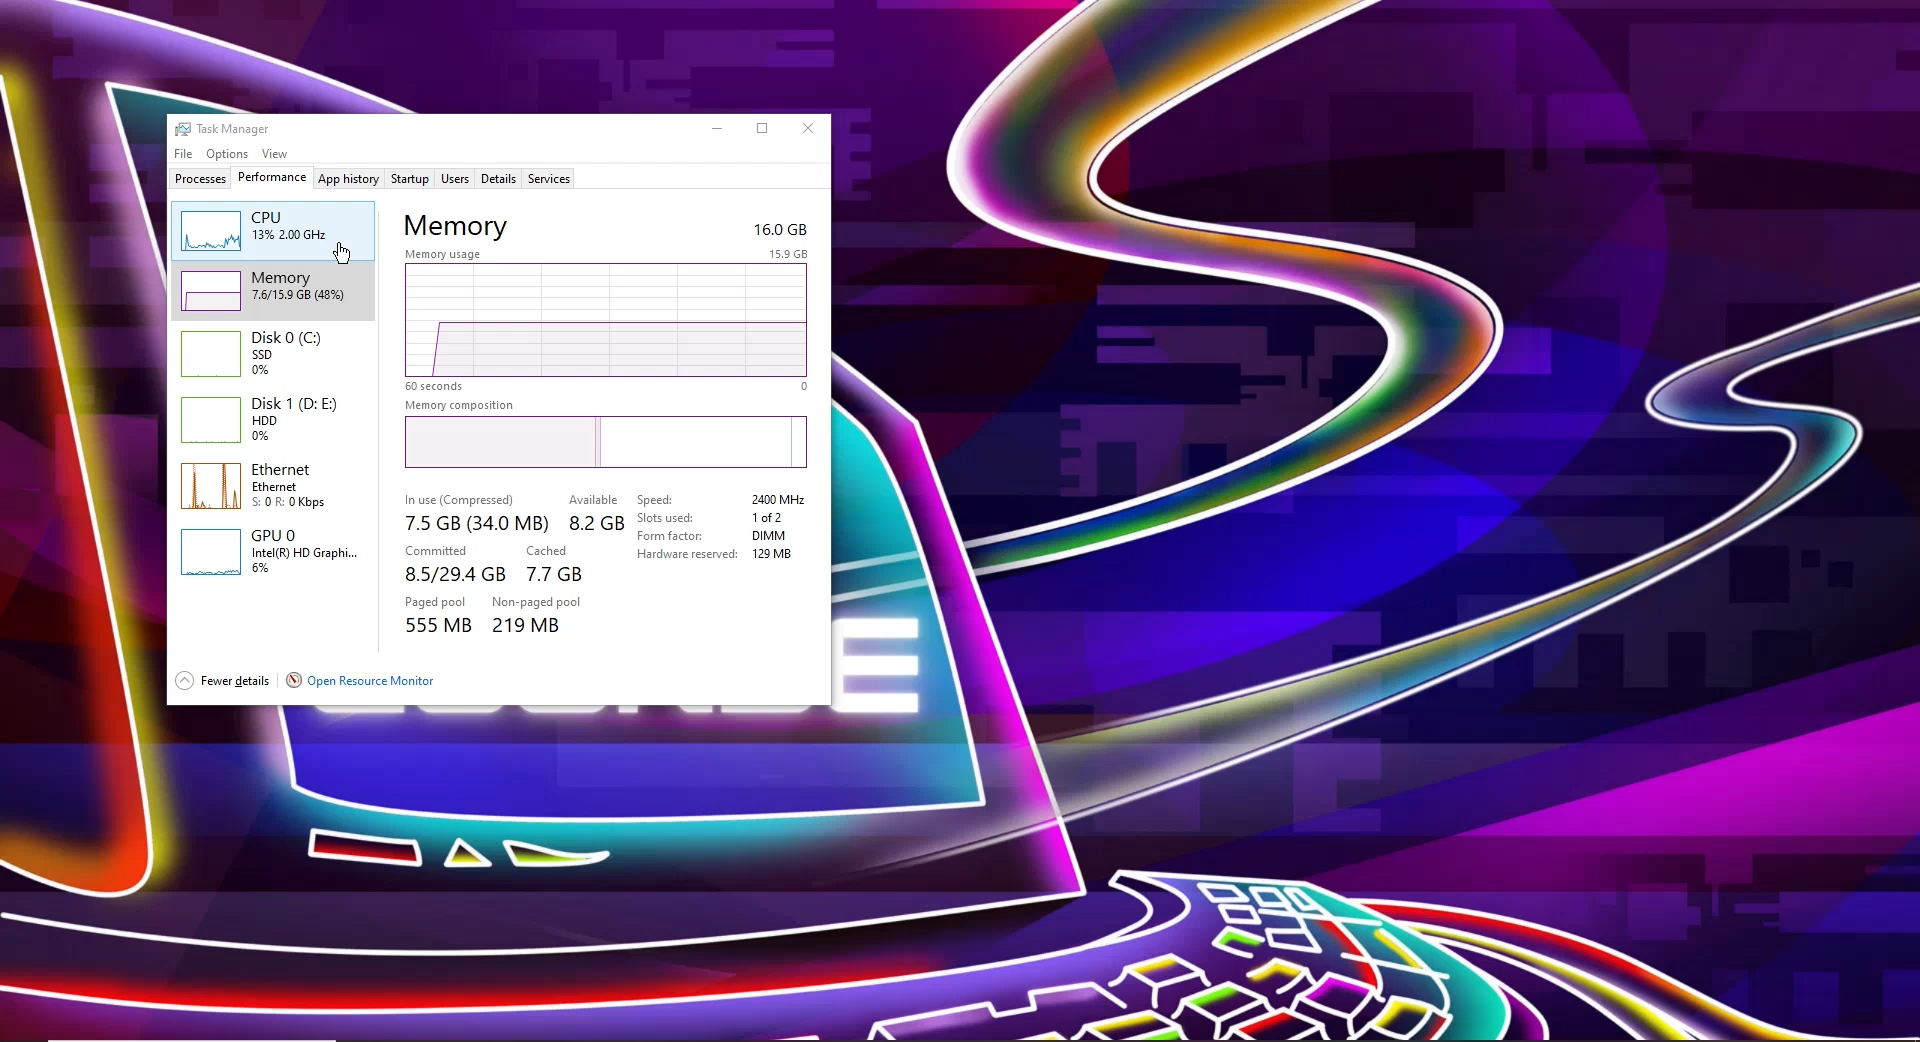 Task Manager
File Options View
Processes Performance App history Startup Users Details Services
CPU
13% 2.00 GHz
Memory
7.6/15.9 GB (48%)
Disk 0 (C:)
SSD
0%
Disk 1 (D: E:)
HDD
0%
Ethernet
Ethernet
S: 0 R: 0 Kbps
GPU 0
Intel(R) HD Graphi...
6%
Memory 16.0 GB
Memory usage 15.9 GB
60 seconds 0
Memory composition
In use (Compressed) Available
7.5 GB (34.0 MB) 8.2 GB
Committed Cached
8.5/29.4 GB 7.7 GB
Paged pool Non-paged pool
555 MB 219 MB
Speed: 2400 MHz
Slots used: 1 of 2
Form factor: DIMM
Hardware reserved: 129 MB
Fewer details Open Resource Monitor